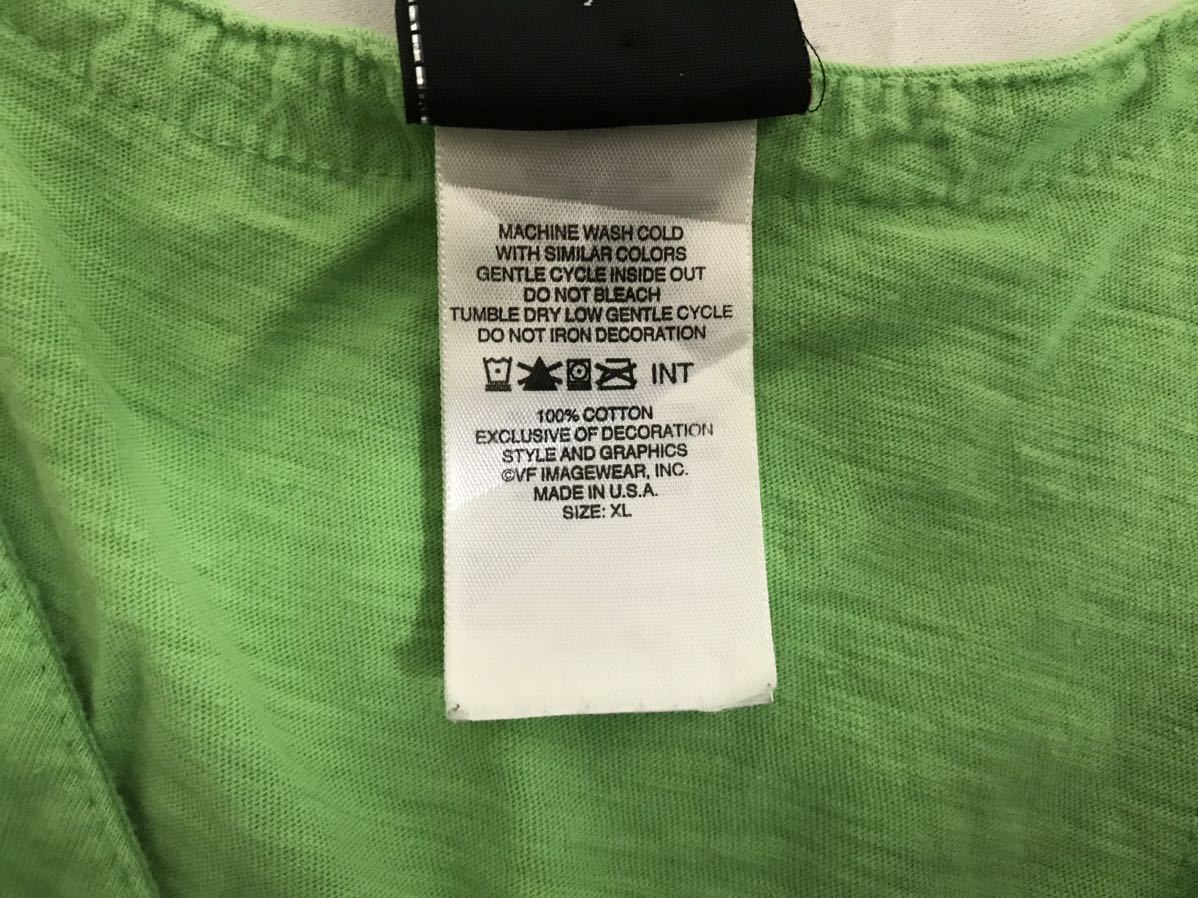 MACHINE WASH COLD
WITH SIMILAR COLORS
GENTLE CYCLE INSIDE OUT
DO NOT BLEACH
TUMBLE DRY LOW GENTLE CYCLE
DO NOT IRON DECORATION
INT
100% COTTON
EXCLUSIVE OF DECORATION
STYLE AND GRAPHICS
©VF IMAGEWEAR, INC.
MADE IN U.S.A.
SIZE: XL